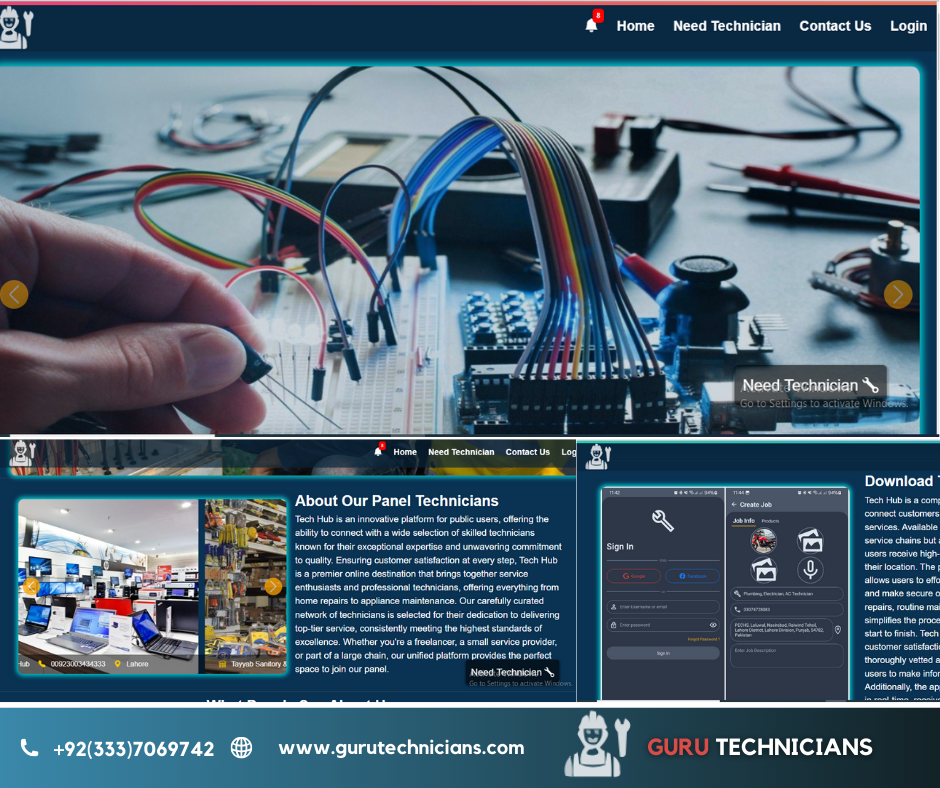 8
Home Need Technician Contact Us Login
Need Technician
Go to Settings to activate Windows.
8
Home Need Technician Contact Us Log
About Our Panel Technicians
Tech Hub is an innovative platform for public users, offering the
ability to connect with a wide selection of skilled technicians
known for their exceptional expertise and unwavering commitment
to quality. Ensuring customer satisfaction at every step, Tech Hub
is a premier online destination that brings together service
enthusiasts and professional technicians, offering everything from
home repairs to appliance maintenance. Our carefully curated
network of technicians is selected for their dedication to delivering
top-tier service, consistently meeting the highest standards of
excellence. Whether you're a freelancer, a small service provider,
or part of a large chain, our unified platform provides the perfect
space to join our panel.
Hub 00923003434333 Lahore
Tayyab Sanitory &
Need Technician
Go to Settings to activate Windows.
Download T
Tech Hub is a comp
connect customers
services. Available
service chains but a
users receive high-
their location. The p
allows users to effo
and make secure o
repairs, routine mai
simplifies the proce
start to finish. Tech
customer satisfactio
thoroughly vetted a
users to make infor
Additionally, the app
11:42
Sign In
Google Facebook
Enter Username or email
Enter password
Forgot Password?
Sign In
11:44
Create Job
Job Info Products
Plumbing, Electrician, AC Technician
Enter Job Description
+92(333)7069742 www.gurutechnicians.com GURU TECHNICIANS